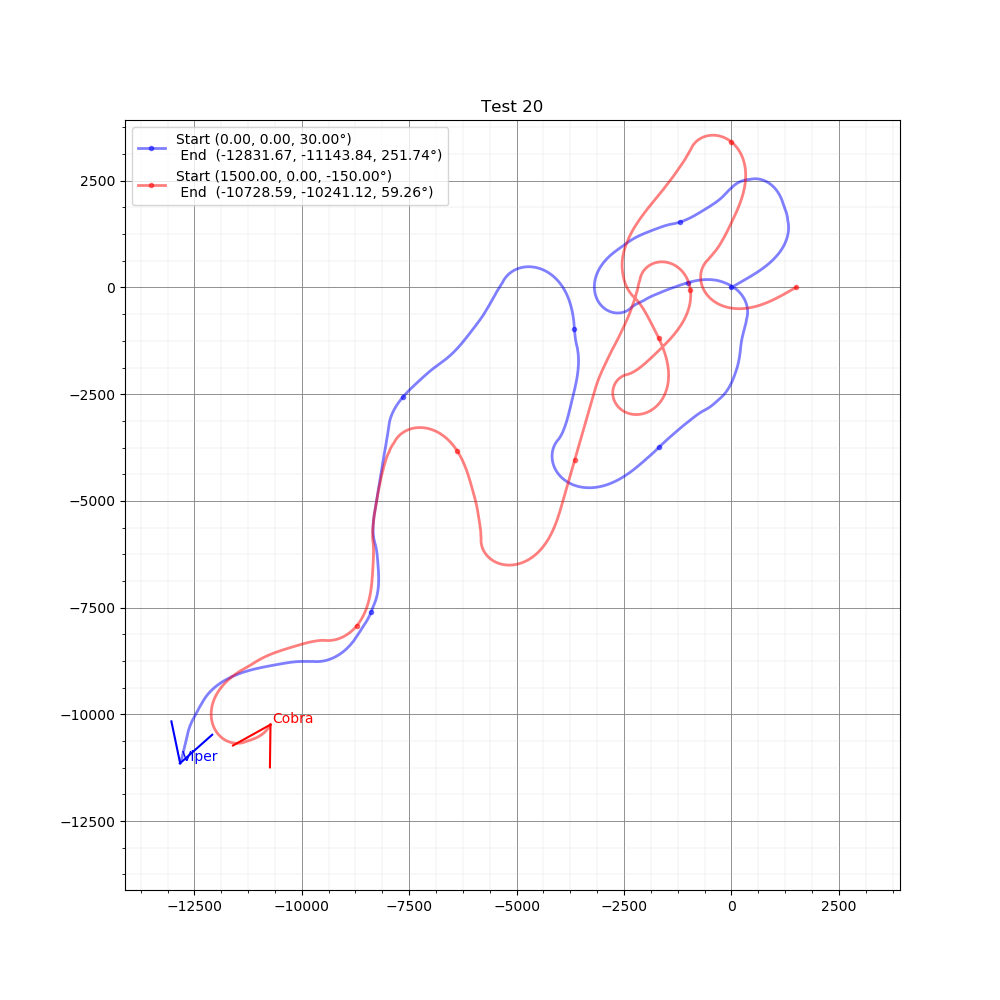 Test 20
Start (0.00, 0.00, 30.00°)
End (-12831.67, -11143.84, 251.74°)
Start (1500.00, 0.00, -150.00°)
End (-10728.59, -10241.12, 59.26°)
2500
0
−2500
−5000
−7500
−10000
−12500
Cobra
Viper
−12500 −10000 −7500 −5000 −2500 0 2500